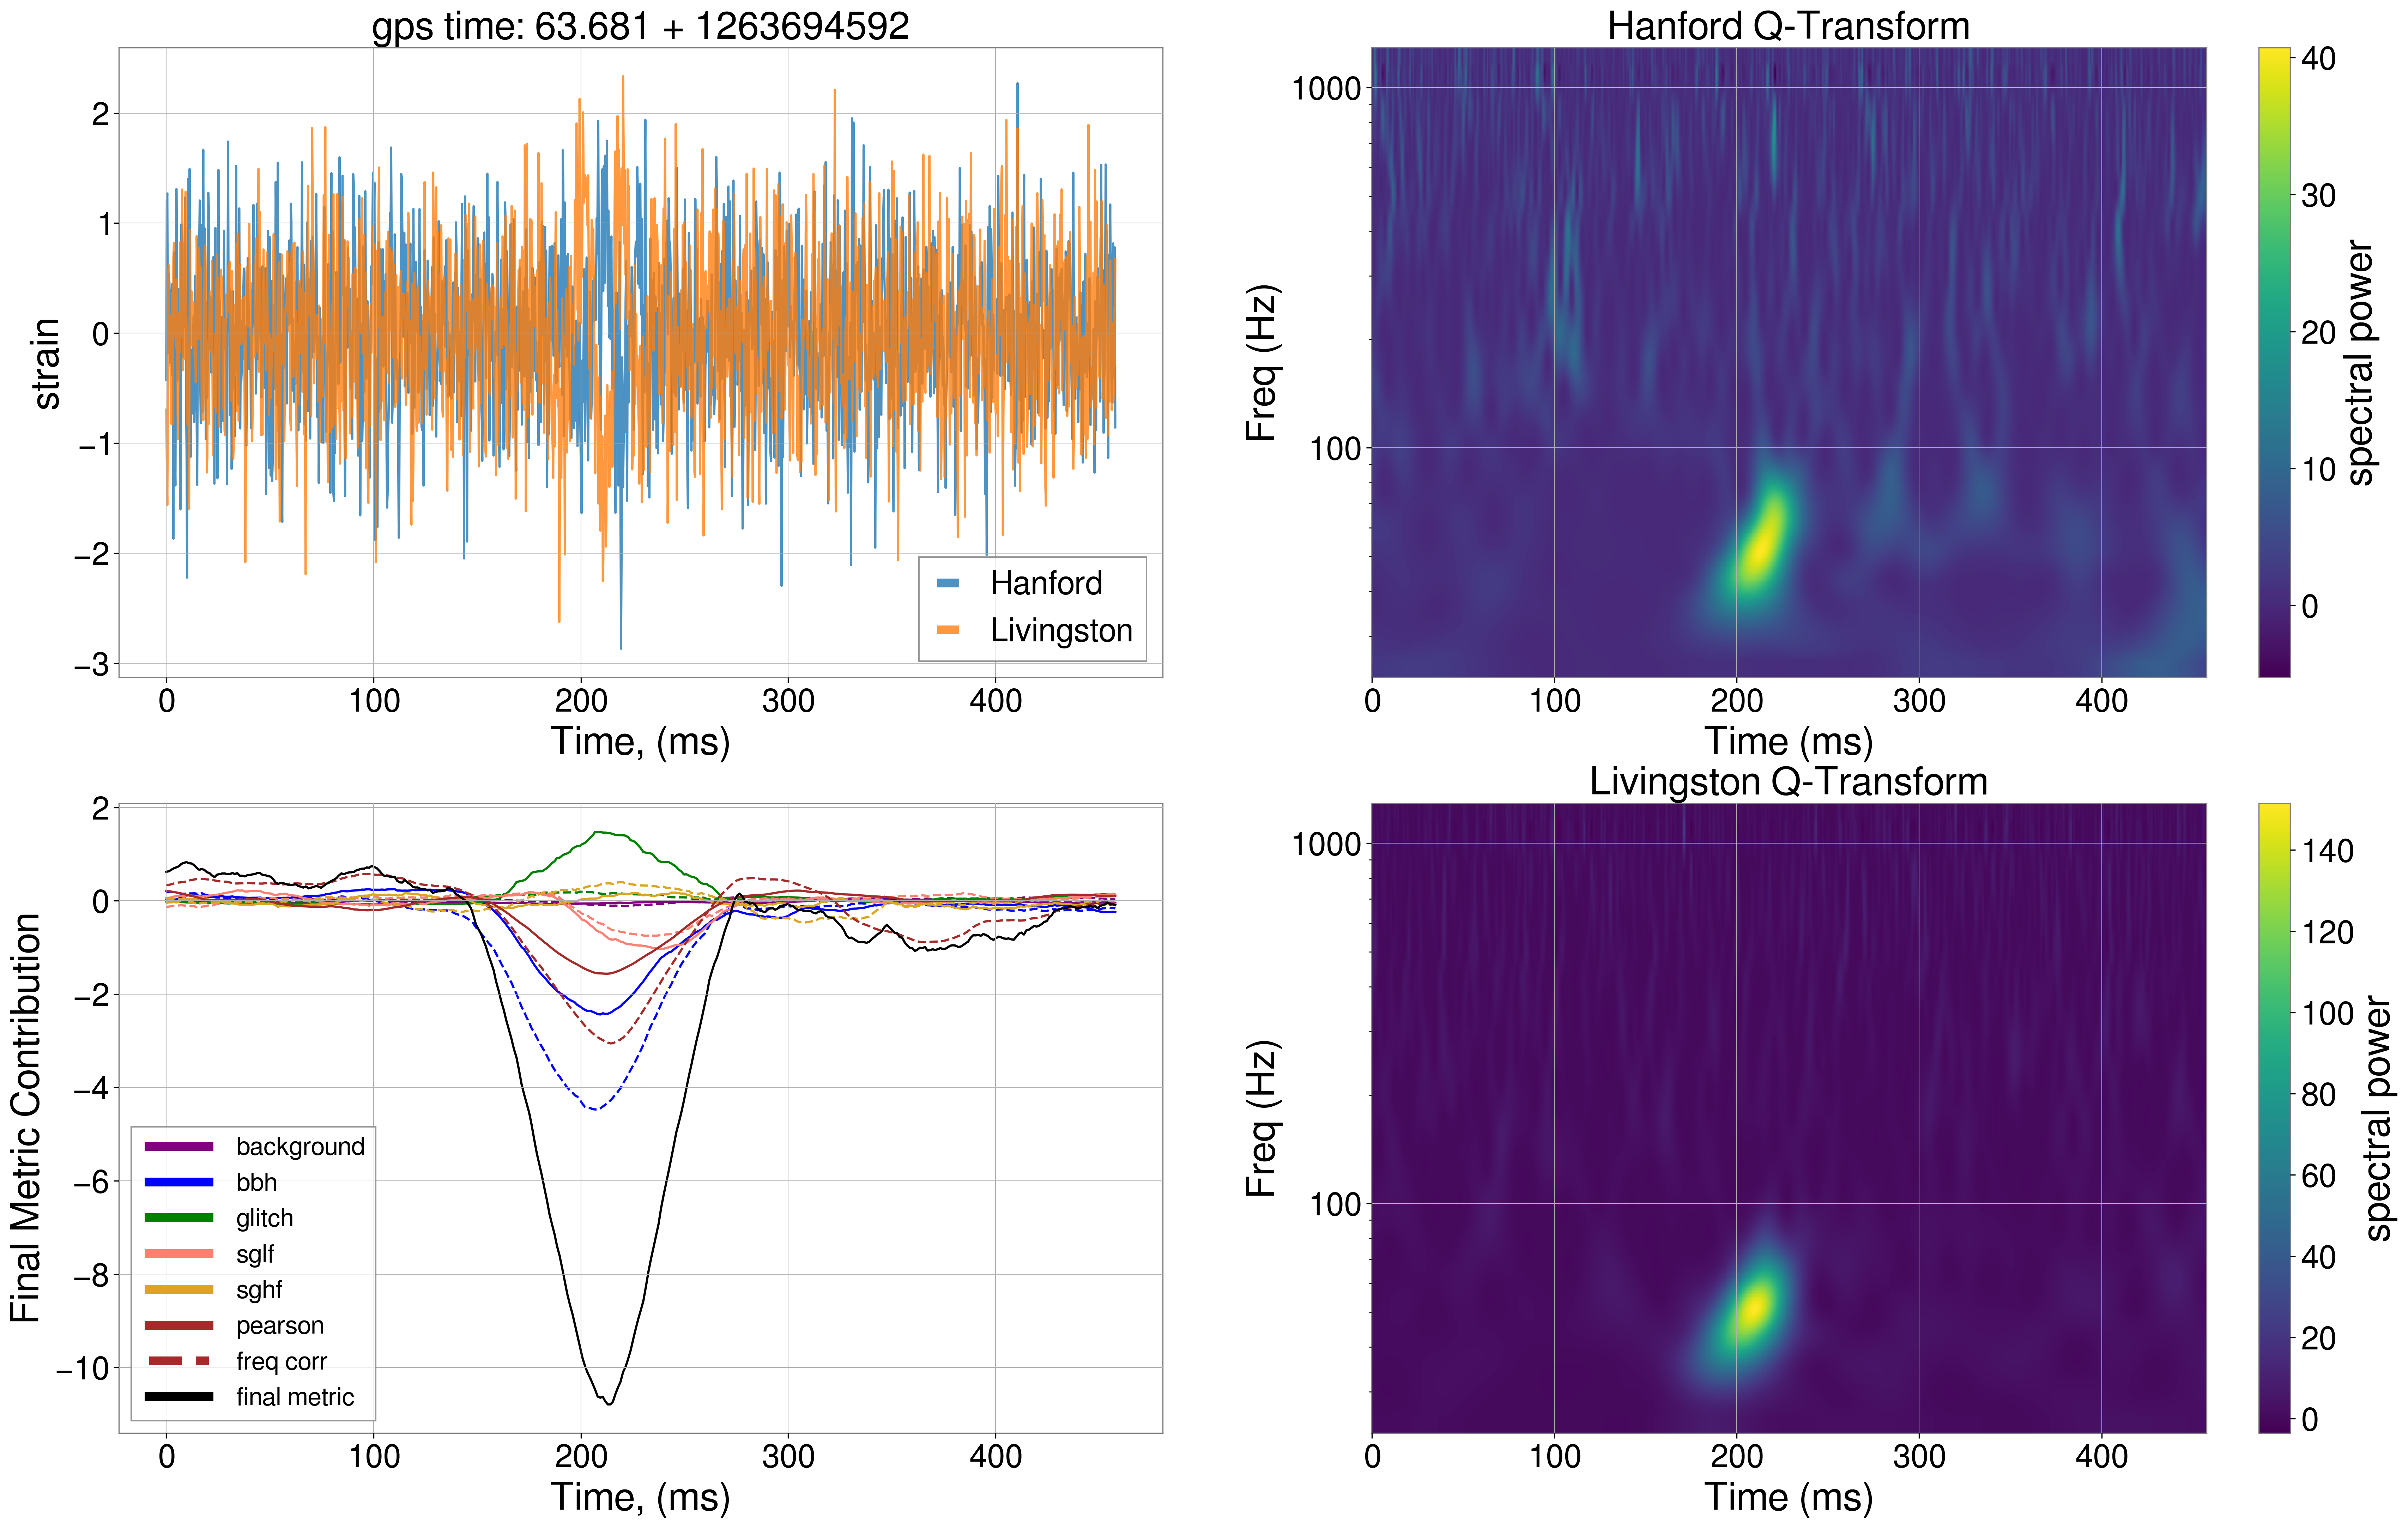 gps time: 63.681 + 1263694592
strain
2
1
0
−1
−2
−3
Hanford
Livingston
0 100 200 300 400
Time, (ms)
Hanford Q-Transform
Freq (Hz)
1000
100
0 100 200 300 400
Time (ms)
40
30
20
10
0
spectral power
Final Metric Contribution
2
0
−2
−4
−6
−8
−10
background
bbh
glitch
sglf
sghf
pearson
freq corr
final metric
0 100 200 300 400
Time, (ms)
Livingston Q-Transform
Freq (Hz)
1000
100
0 100 200 300 400
Time (ms)
140
120
100
80
60
40
20
0
spectral power